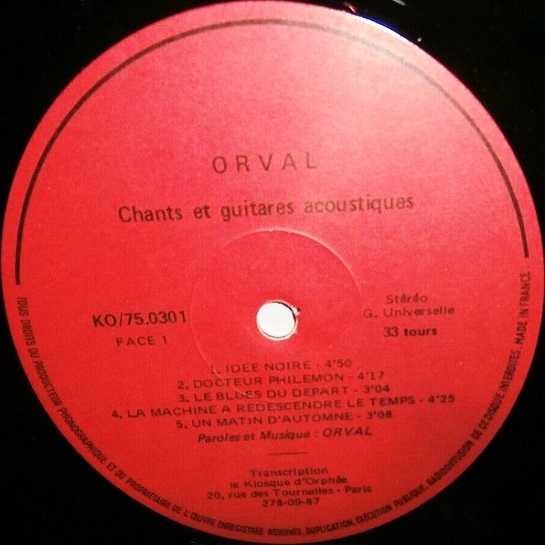 ORVAL
Chants et guitares acoustiques
KO/75.0301
FACE 1
Stéréo
G. Universelle
33 tours
1. IDEE NOIRE - 4'50
2. DOCTEUR PHILEMON - 4'17
3. LE BLUES DU DEPART - 3'04
4. LA MACHINE A REDESCENDRE LE TEMPS - 4'25
5. UN MATIN D'AUTOMNE - 3'08
Paroles et Musique : ORVAL
Transcription
le Kiosque d'Orphée
20, rue des Tournelles - Paris
278-09-87
TOUS DROITS DU PRODUCTEUR PHONOGRAPHIQUE ET DU PROPRIETAIRE DE L'ŒUVRE ENREGISTREE RESERVES, DUPLICATION, EXECUTION PUBLIQUE, RADIODIFFUSION DE CE DISQUE INTERDITES. MADE IN FRANCE